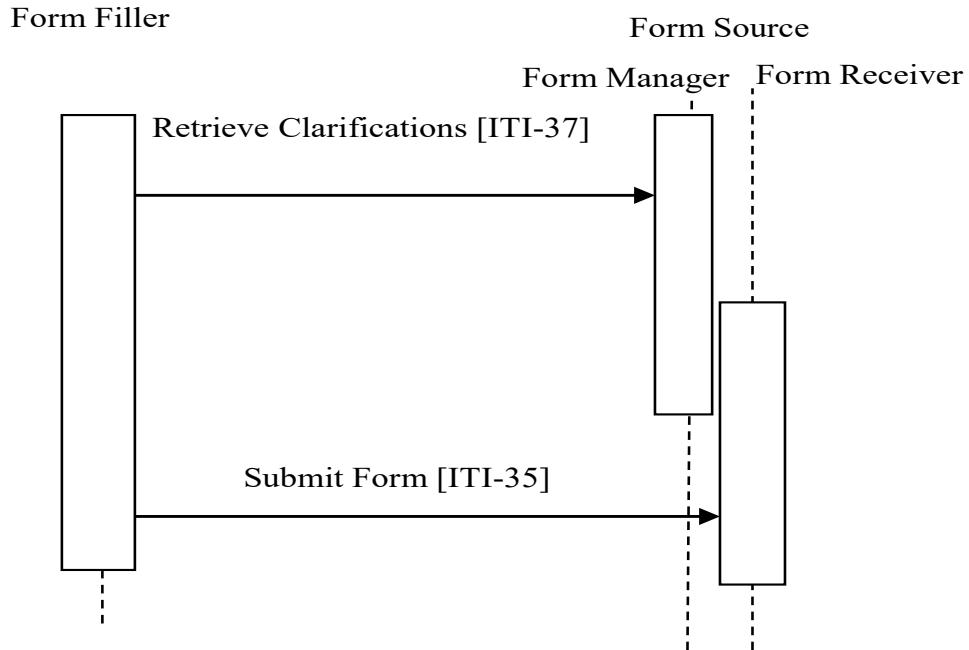 Form Filler
Form Source
Form Manager
Form Receiver
Retrieve Clarifications [ITI-37]
Submit Form [ITI-35]